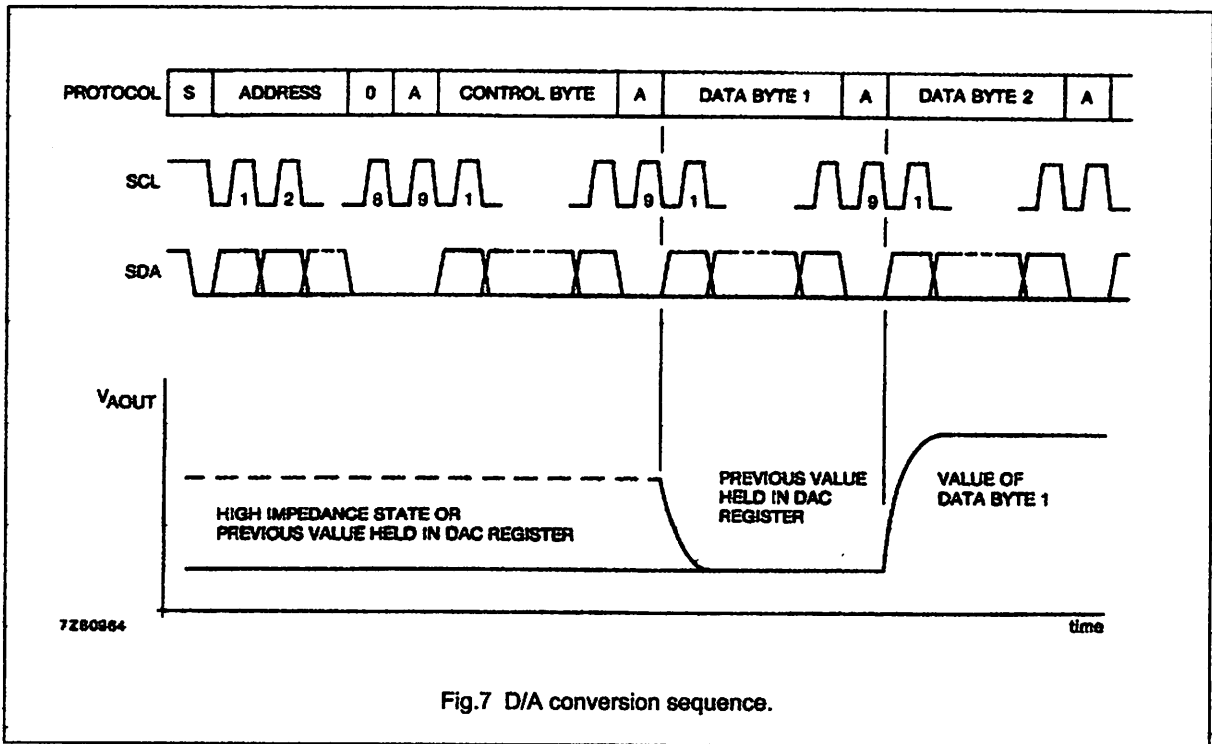 PROTOCOL S ADDRESS 0 A CONTROL BYTE A DATA BYTE 1 A DATA BYTE 2 A
SCL 1 2 8 9 1 9 1 9 1
SDA
VAOUT
HIGH IMPEDANCE STATE OR
PREVIOUS VALUE HELD IN DAC REGISTER
PREVIOUS VALUE
HELD IN DAC
REGISTER
VALUE OF
DATA BYTE 1
7Z80964
time
Fig.7 D/A conversion sequence.